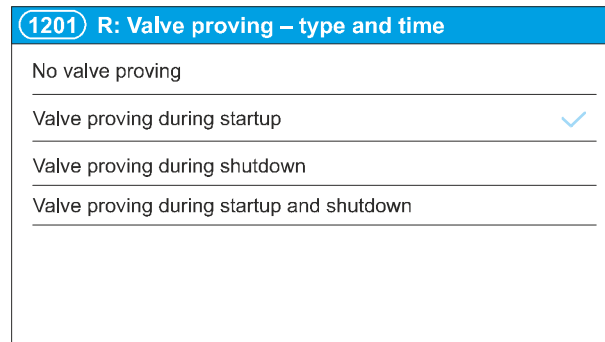 1201 R: Valve proving – type and time
No valve proving
Valve proving during startup
Valve proving during shutdown
Valve proving during startup and shutdown